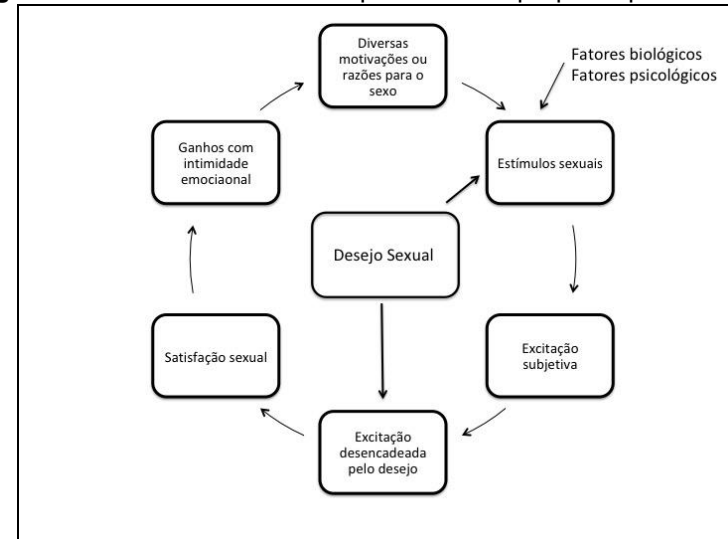 Diversas
motivações ou
razões para o
sexo
Fatores biológicos
Fatores psicológicos
Ganhos com
intimidade
emociaonal
Estímulos sexuais
Desejo Sexual
Satisfação sexual
Excitação
subjetiva
Excitação
desencadeada
pelo desejo